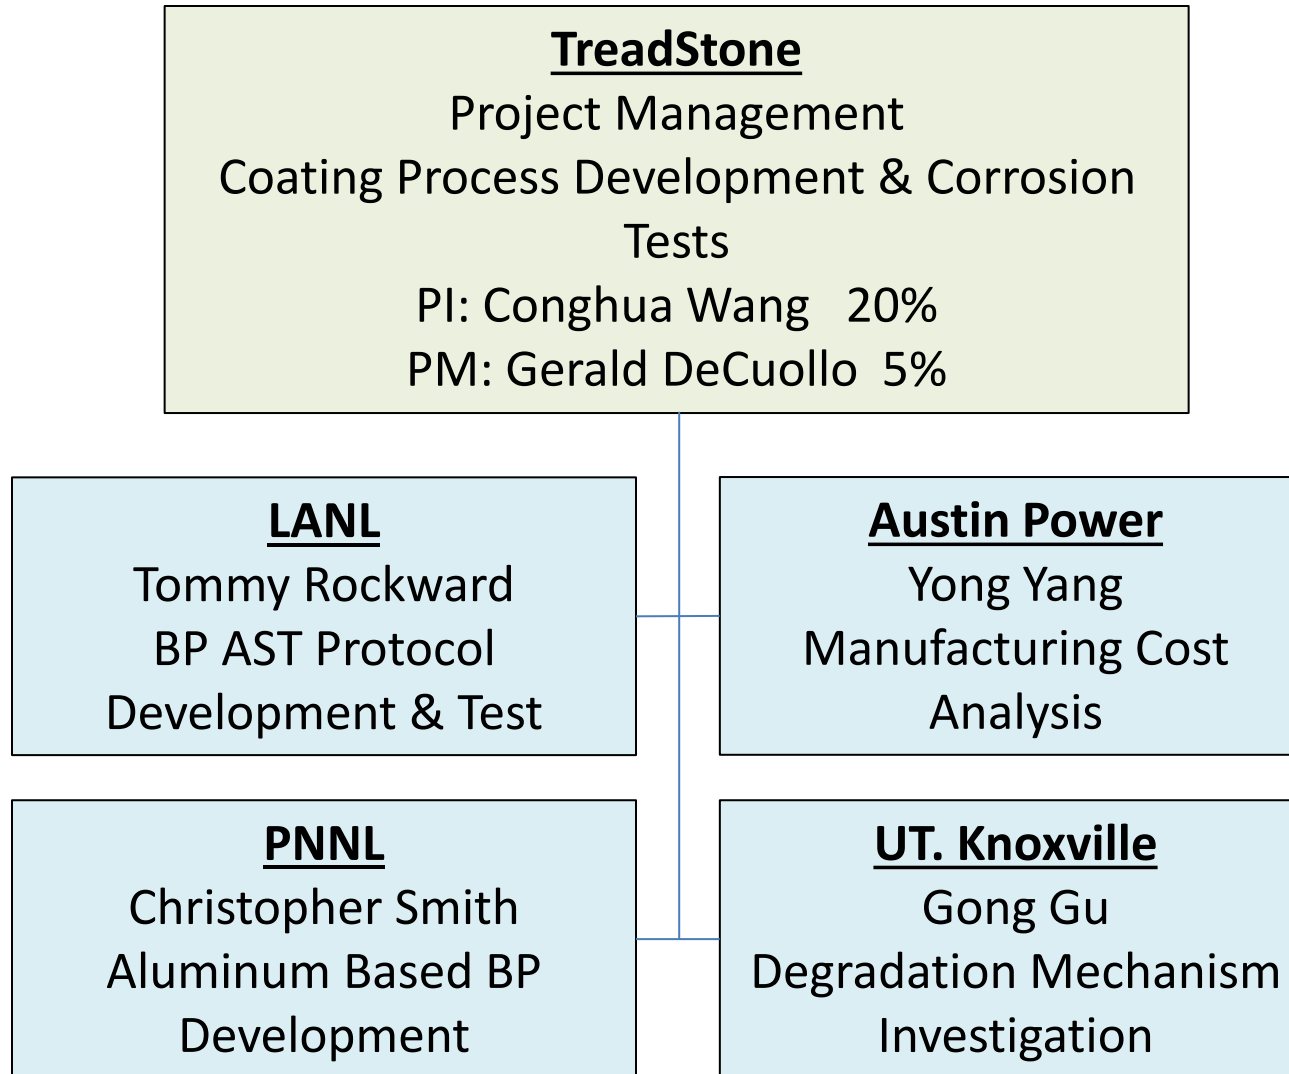 TreadStone
Project Management
Coating Process Development & Corrosion
Tests
PI: Conghua Wang   20%
PM: Gerald DeCuollo  5%
LANL
Tommy Rockward
BP AST Protocol
Development & Test
Austin Power
Yong Yang
Manufacturing Cost
Analysis
PNNL
Christopher Smith
Aluminum Based BP
Development
UT. Knoxville
Gong Gu
Degradation Mechanism
Investigation